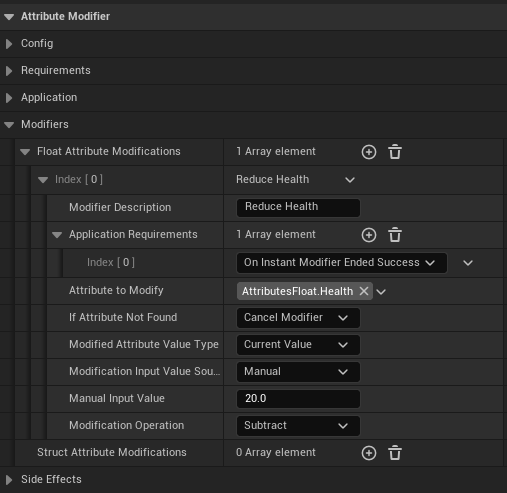 Attribute Modifier
Config
Requirements
Application
Modifiers
Float Attribute Modifications 1 Array element
Index [ 0 ] Reduce Health
Modifier Description Reduce Health
Application Requirements 1 Array element
Index [ 0 ] On Instant Modifier Ended Success
Attribute to Modify AttributesFloat.Health
If Attribute Not Found Cancel Modifier
Modified Attribute Value Type Current Value
Modification Input Value Sou... Manual
Manual Input Value 20.0
Modification Operation Subtract
Struct Attribute Modifications 0 Array element
Side Effects